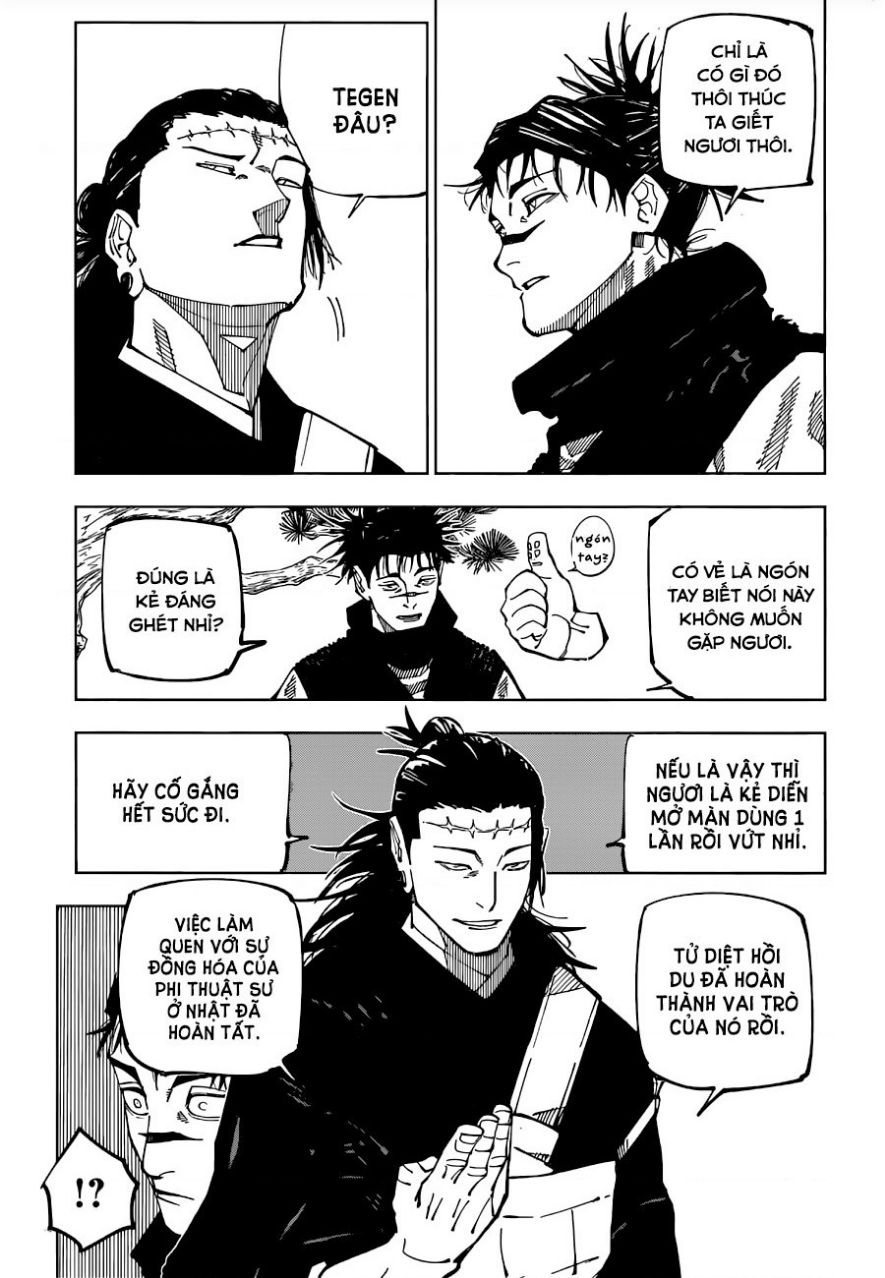 CHỈ LÀ
CÓ GÌ ĐÓ
THÔI THÚC
TA GIẾT
NGƯƠI THÔI.
TEGEN
ĐÂU?
CÓ VẺ LÀ NGÓN
TAY BIẾT NÓI NÀY
KHÔNG MUỐN
GẶP NGƯƠI.
ngón
tay?
ĐÚNG LÀ
KẺ ĐÁNG
GHÉT NHỈ?
NẾU LÀ VẬY THÌ
NGƯƠI LÀ KẺ DIỄN
MỞ MÀN DÙNG 1
LẦN RỒI VỨT NHỈ.
HÃY CỐ GẮNG
HẾT SỨC ĐI.
TỬ DIỆT HỒI
DU ĐÃ HOÀN
THÀNH VAI TRÒ
CỦA NÓ RỒI.
VIỆC LÀM
QUEN VỚI SỰ
ĐỒNG HÓA CỦA
PHI THUẬT SƯ
Ở NHẬT ĐÃ
HOÀN TẤT.
!?